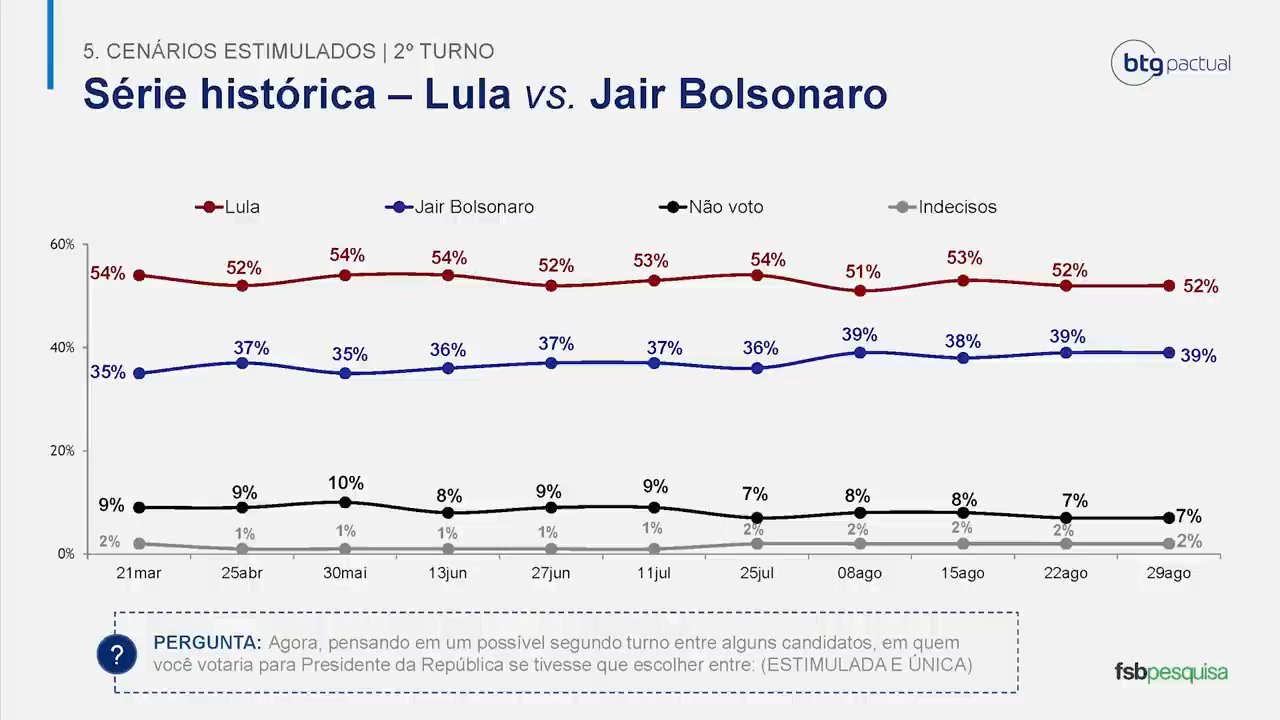 5. CENÁRIOS ESTIMULADOS | 2º TURNO
btgpactual
Série histórica – Lula vs. Jair Bolsonaro
Lula Jair Bolsonaro Não voto Indecisos
60%
54% 52% 54% 54% 52% 53% 54% 51% 53% 52% 52%
40%
35% 37% 35% 36% 37% 37% 36% 39% 38% 39% 39%
20%
9% 9% 10% 8% 9% 9% 7% 8% 8% 7% 7%
2% 1% 1% 1% 1% 1% 2% 2% 2% 2% 2%
0%
21mar 25abr 30mai 13jun 27jun 11jul 25jul 08ago 15ago 22ago 29ago
? PERGUNTA: Agora, pensando em um possível segundo turno entre alguns candidatos, em quem
você votaria para Presidente da República se tivesse que escolher entre: (ESTIMULADA E ÚNICA)
fsbpesquisa